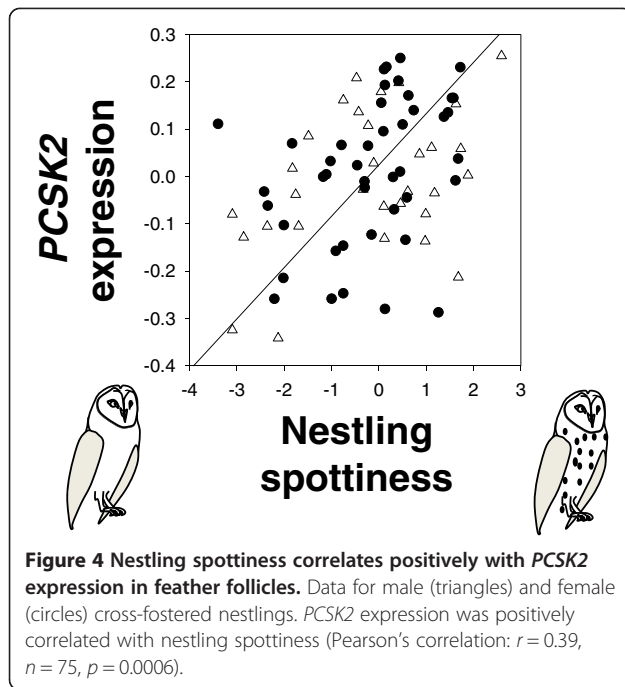 0.3
0.2
0.1
0.0
-0.1
-0.2
-0.3
-0.4
PCSK2
expression
-4 -3 -2 -1 0 1 2 3
Nestling
spottiness
Figure 4 Nestling spottiness correlates positively with PCSK2
expression in feather follicles. Data for male (triangles) and female
(circles) cross-fostered nestlings. PCSK2 expression was positively
correlated with nestling spottiness (Pearson's correlation: r = 0.39,
n = 75, p = 0.0006).